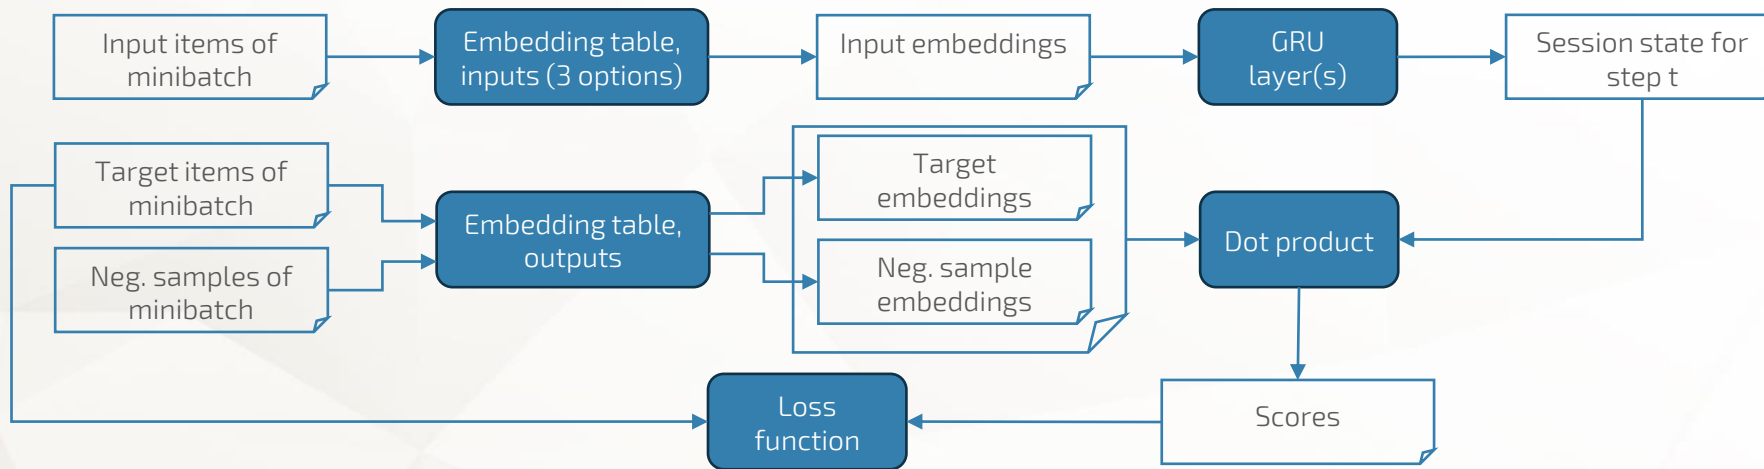 Input items of
minibatch
Embedding table,
inputs (3 options)
Input embeddings
GRU
layer(s)
Session state for
step t
Target items of
minibatch
Neg. samples of
minibatch
Embedding table,
outputs
Target
embeddings
Neg. sample
embeddings
Dot product
Loss
function
Scores